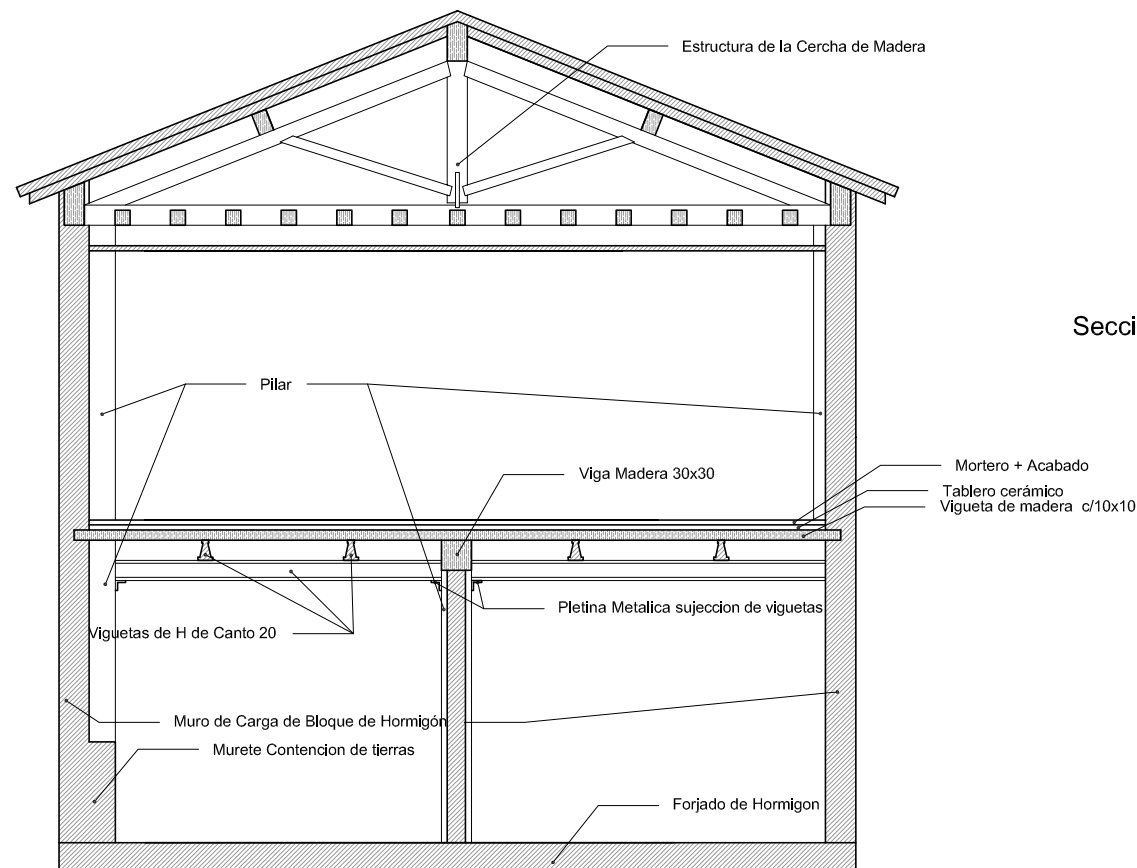 Estructura de la Cercha de Madera
Secci
Pilar
Viga Madera 30x30
Mortero + Acabado
Tablero cerámico
Vigueta de madera c/10x10
Pletina Metalica sujeccion de viguetas
Viguetas de H de Canto 20
Muro de Carga de Bloque de Hormigón
Murete Contencion de tierras
Forjado de Hormigon